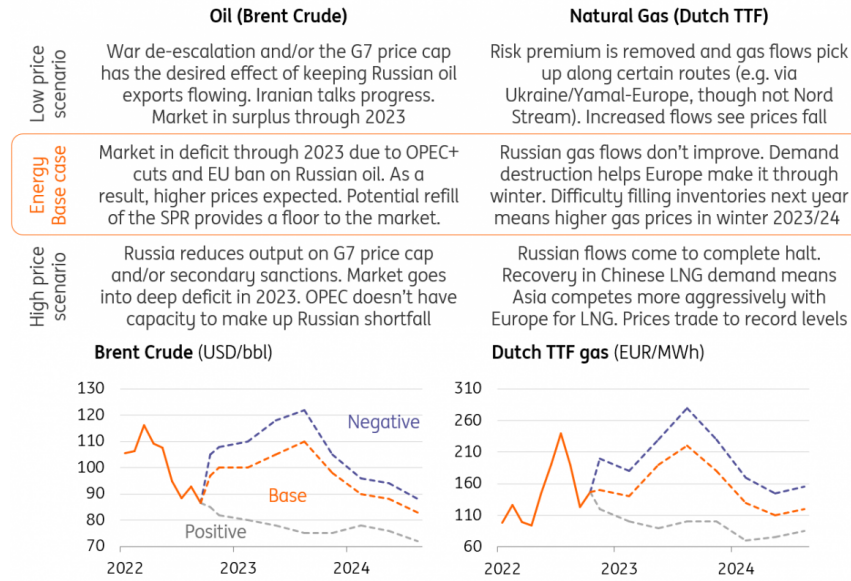 Oil (Brent Crude)
Natural Gas (Dutch TTF)
Low price
scenario
War de-escalation and/or the G7 price cap
has the desired effect of keeping Russian oil
exports flowing. Iranian talks progress.
Market in surplus through 2023
Risk premium is removed and gas flows pick
up along certain routes (e.g. via
Ukraine/Yamal-Europe, though not Nord
Stream). Increased flows see prices fall
Energy
Base case
Market in deficit through 2023 due to OPEC+
cuts and EU ban on Russian oil. As a
result, higher prices expected. Potential refill
of the SPR provides a floor to the market.
Russian gas flows don't improve. Demand
destruction helps Europe make it through
winter. Difficulty filling inventories next year
means higher gas prices in winter 2023/24
High price
scenario
Russia reduces output on G7 price cap
and/or secondary sanctions. Market goes
into deep deficit in 2023. OPEC doesn't have
capacity to make up Russian shortfall
Russian flows come to complete halt.
Recovery in Chinese LNG demand means
Asia competes more aggressively with
Europe for LNG. Prices trade to record levels
Brent Crude (USD/bbl)
130
120
110
100
90
80
70
Negative
Base
Positive
2022
2023
2024
Dutch TTF gas (EUR/MWh)
310
260
210
160
110
60
2022
2023
2024